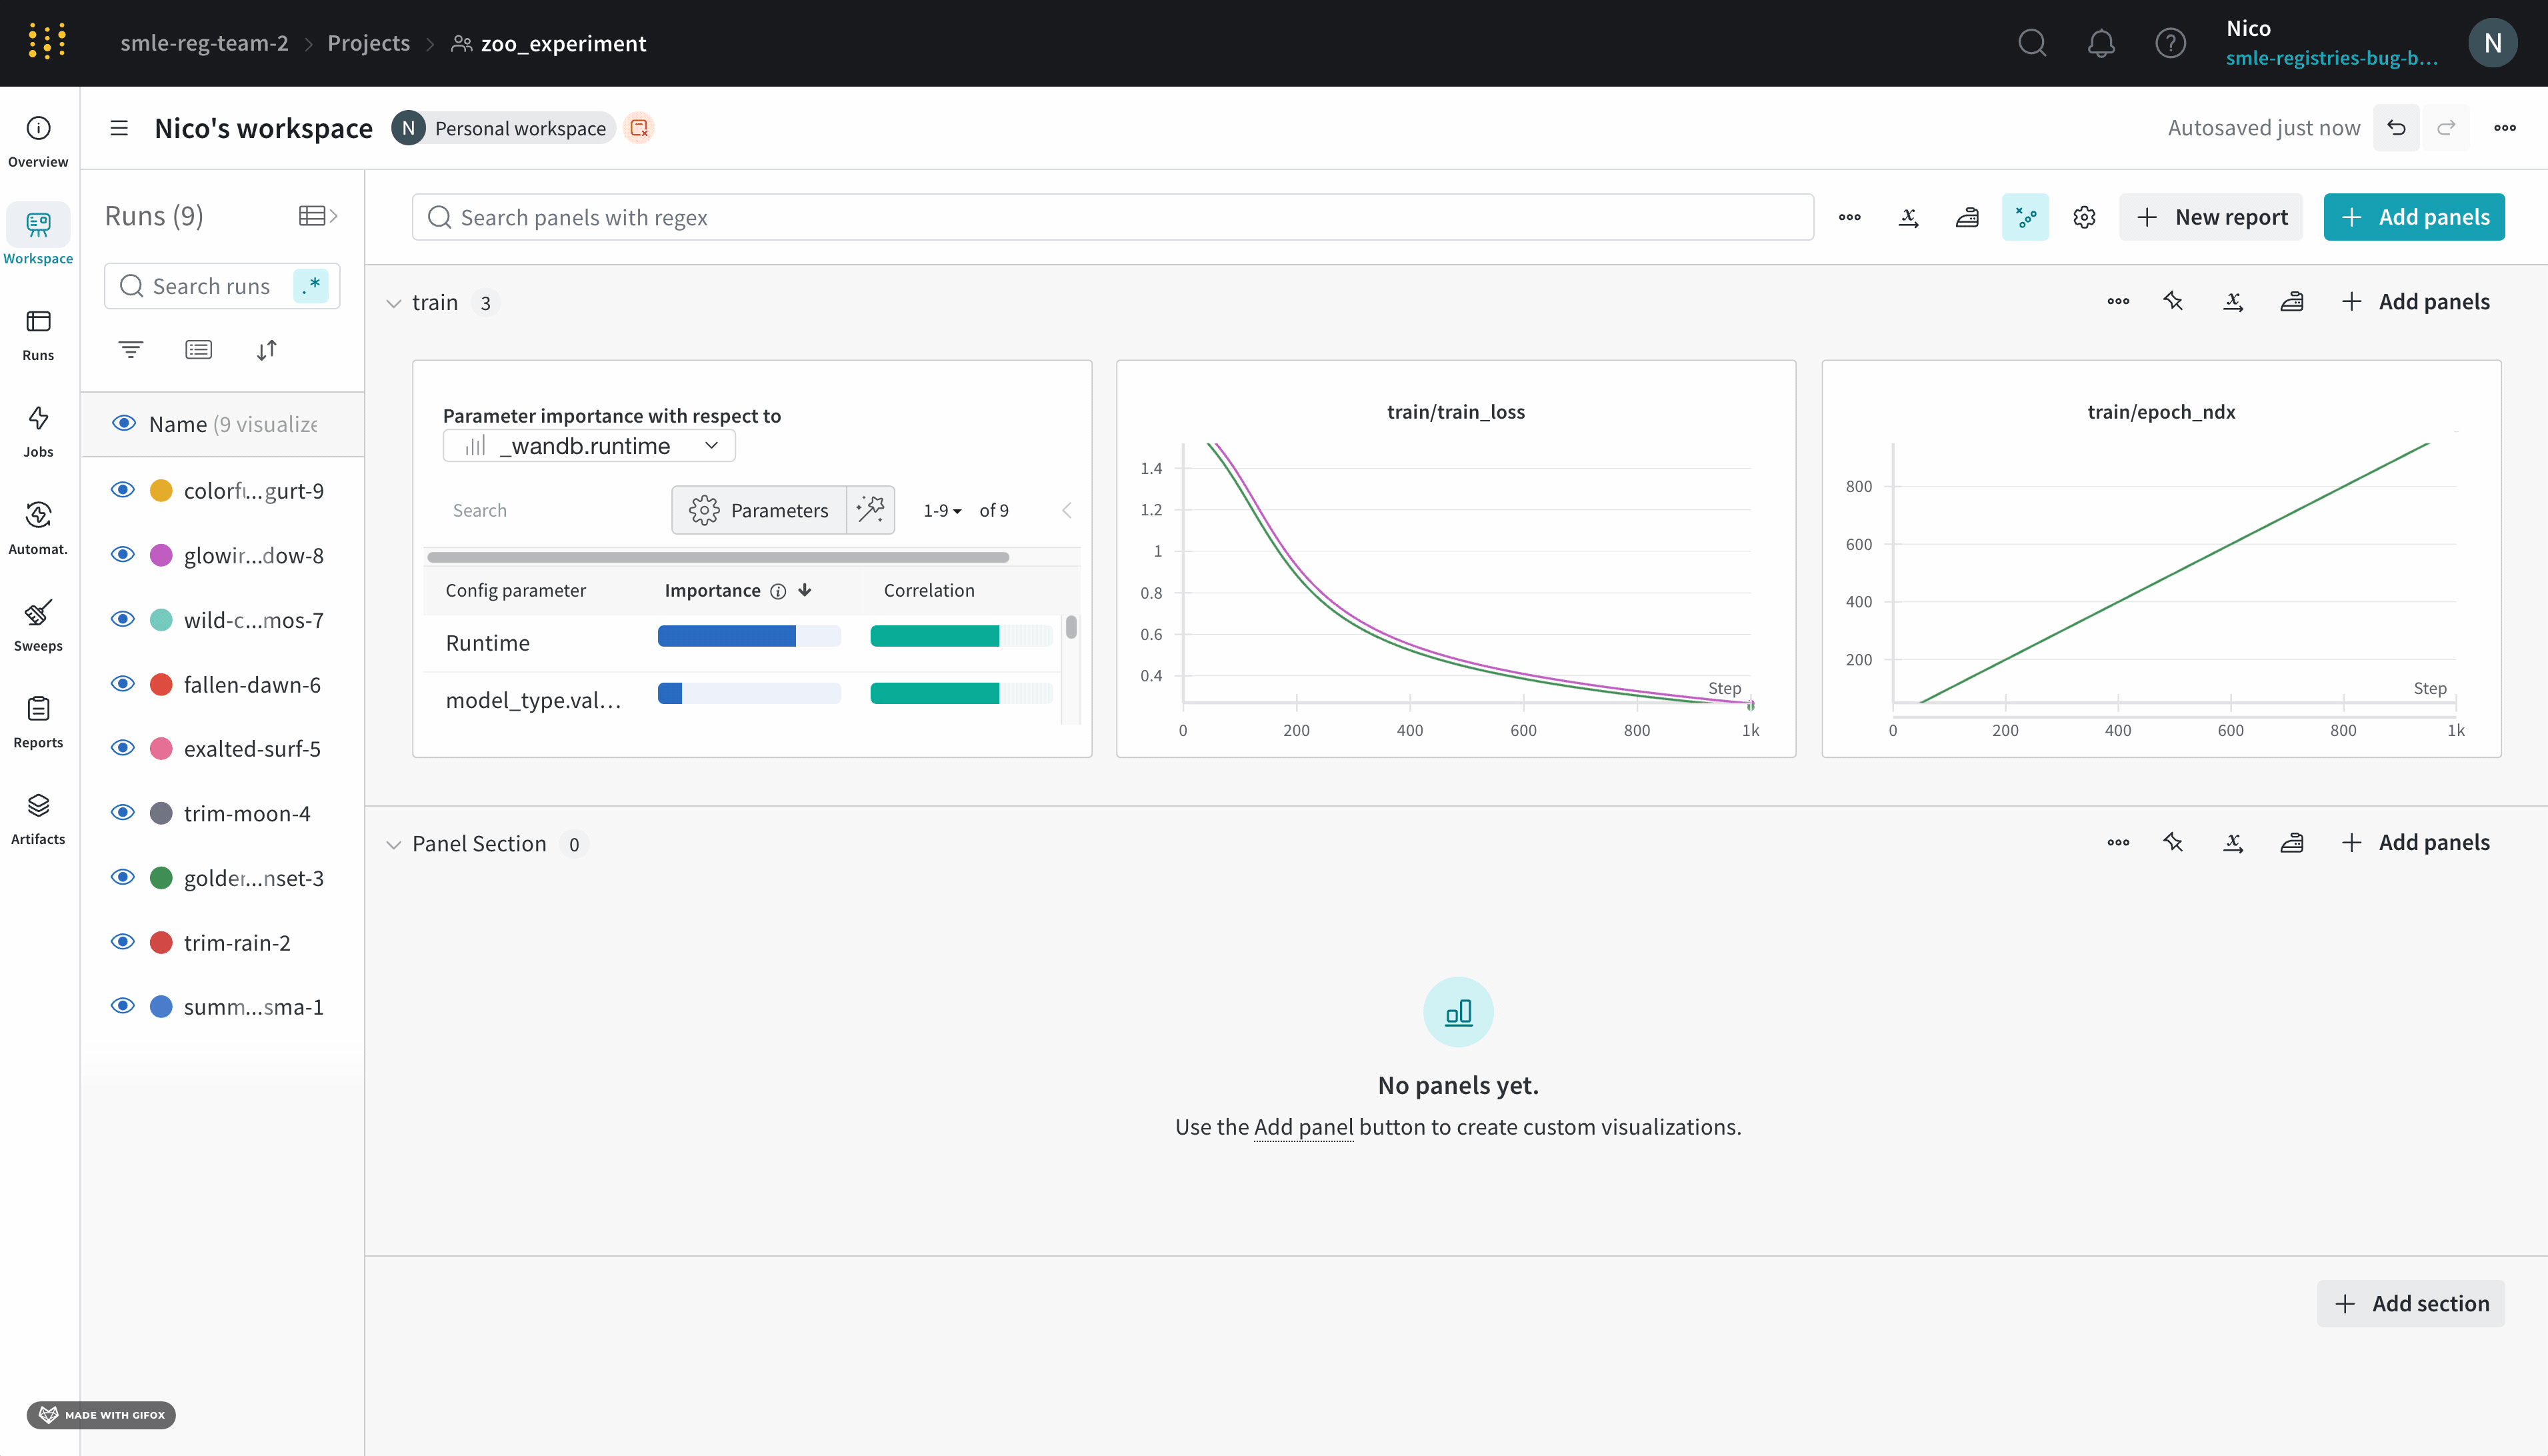 smle-reg-team-2 > Projects > zoo_experiment
Nico
smle-registries-bug-b...
N
Overview
Workspace
Runs
Jobs
Automat.
Sweeps
Reports
Artifacts
Nico's workspace
N Personal workspace
Autosaved just now
Runs (9)
Search runs
.*
Name (9 visualize
colorfu...gurt-9
glowir...dow-8
wild-c...mos-7
fallen-dawn-6
exalted-surf-5
trim-moon-4
golder...nset-3
trim-rain-2
summ...sma-1
Search panels with regex
New report
Add panels
train 3
Add panels
Parameter importance with respect to
_wandb.runtime
Search
Parameters
1-9 of 9
Config parameter Importance Correlation
Runtime
model_type.val...
train/train_loss
1.4
1.2
1
0.8
0.6
0.4
Step
0 200 400 600 800 1k
train/epoch_ndx
800
600
400
200
Step
0 200 400 600 800 1k
Panel Section 0
Add panels
No panels yet.
Use the Add panel button to create custom visualizations.
Add section
MADE WITH GIFOX